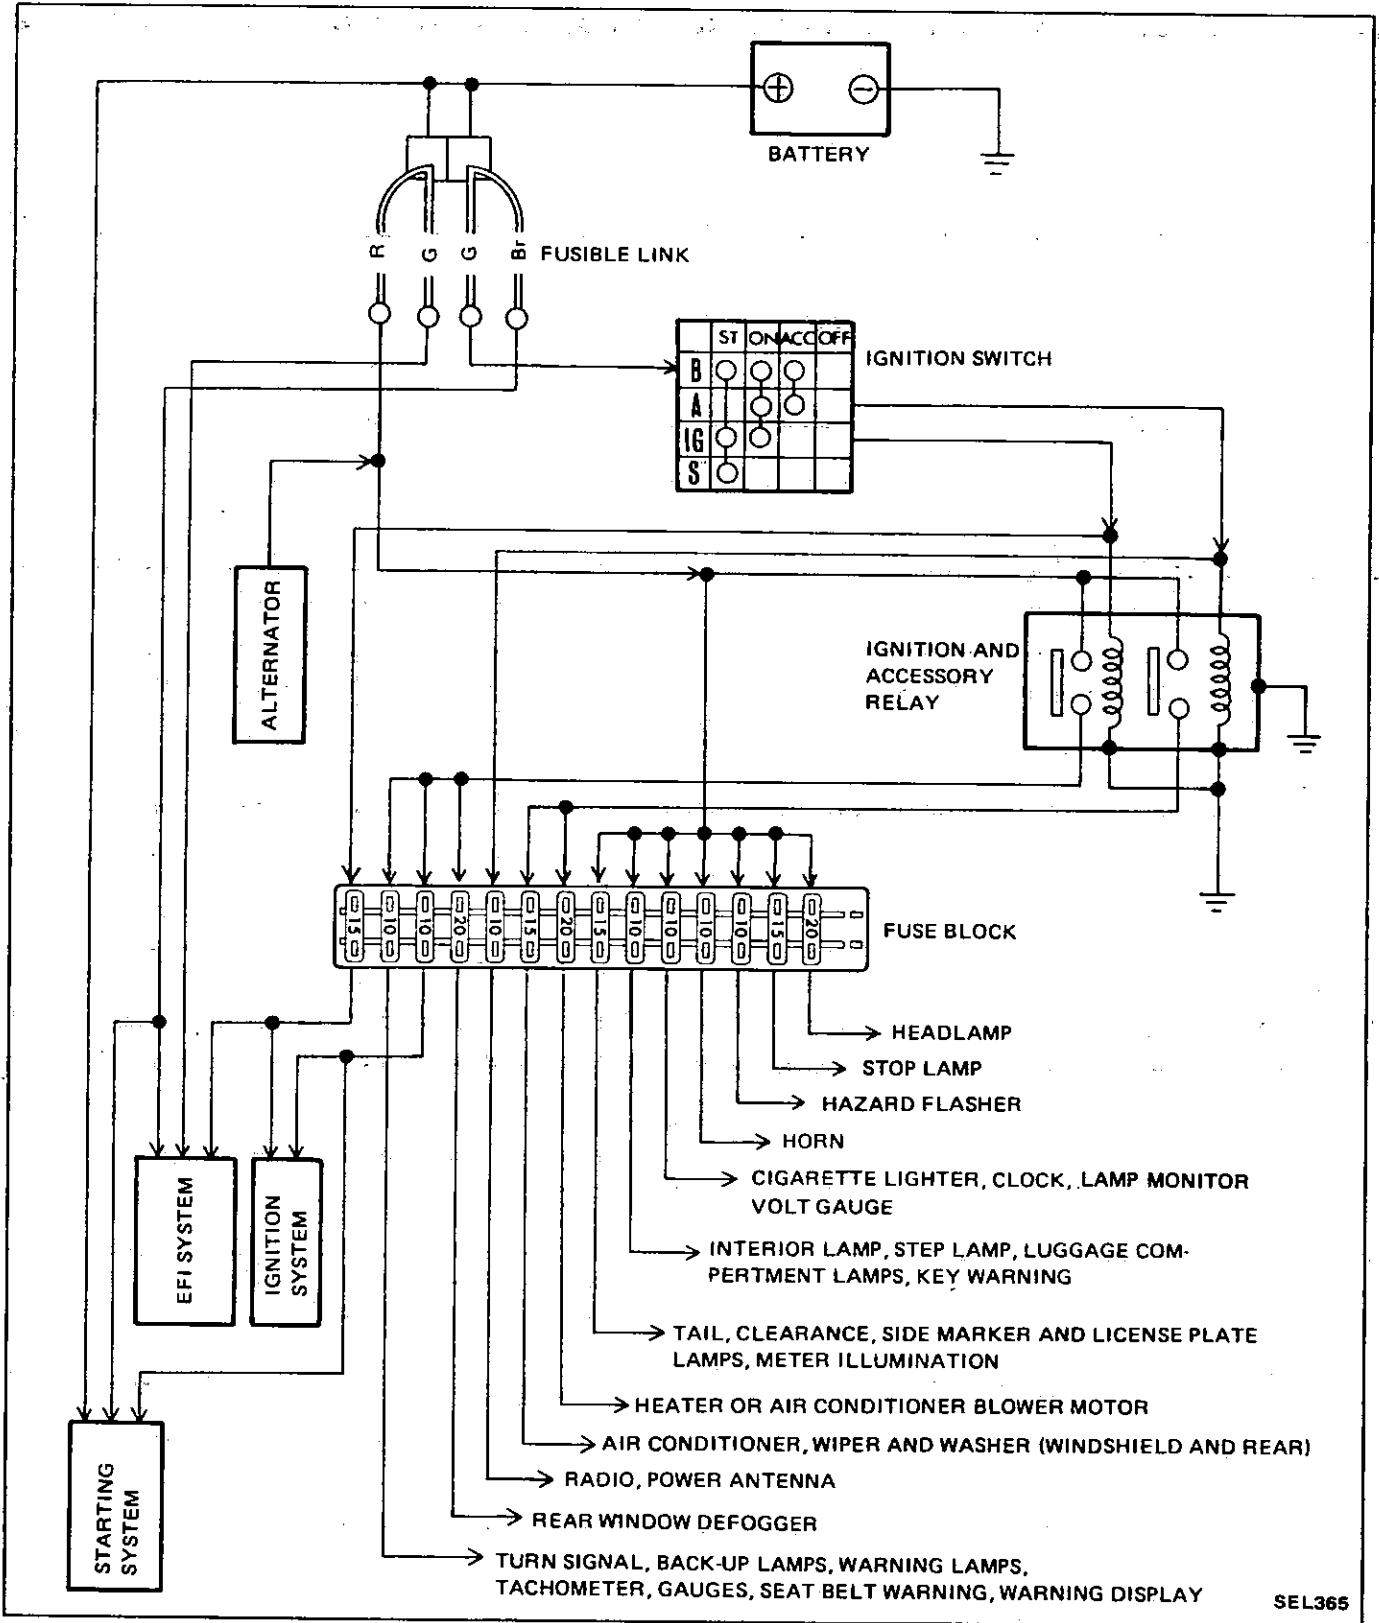 BATTERY
R
G
G
Br
FUSIBLE LINK
ST ON ACC OFF
B
A
IG
S
IGNITION SWITCH
ALTERNATOR
IGNITION AND
ACCESSORY
RELAY
15 10 10 20 10 15 20 15 10 10 10 10 15 20
FUSE BLOCK
HEADLAMP
STOP LAMP
HAZARD FLASHER
HORN
CIGARETTE LIGHTER, CLOCK, LAMP MONITOR
VOLT GAUGE
INTERIOR LAMP, STEP LAMP, LUGGAGE COM-
PERTMENT LAMPS, KEY WARNING
TAIL, CLEARANCE, SIDE MARKER AND LICENSE PLATE
LAMPS, METER ILLUMINATION
HEATER OR AIR CONDITIONER BLOWER MOTOR
AIR CONDITIONER, WIPER AND WASHER (WINDSHIELD AND REAR)
RADIO, POWER ANTENNA
REAR WINDOW DEFOGGER
TURN SIGNAL, BACK-UP LAMPS, WARNING LAMPS,
TACHOMETER, GAUGES, SEAT BELT WARNING, WARNING DISPLAY
EFI SYSTEM
IGNITION
SYSTEM
STARTING
SYSTEM
SEL365